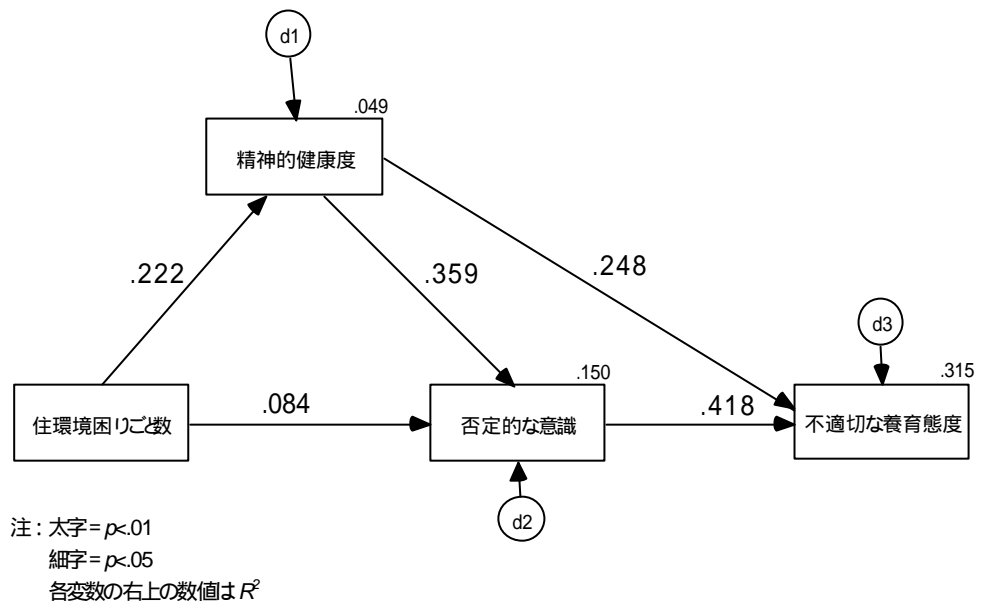 d1
.049
精神的健康度
.222
.359
.248
d3
.315
.150
住環境困りごと数
.084
否定的な意識
.418
不適切な養育態度
d2
注：太字=p<.01
細字=p<.05
各変数の右上の数値はR²